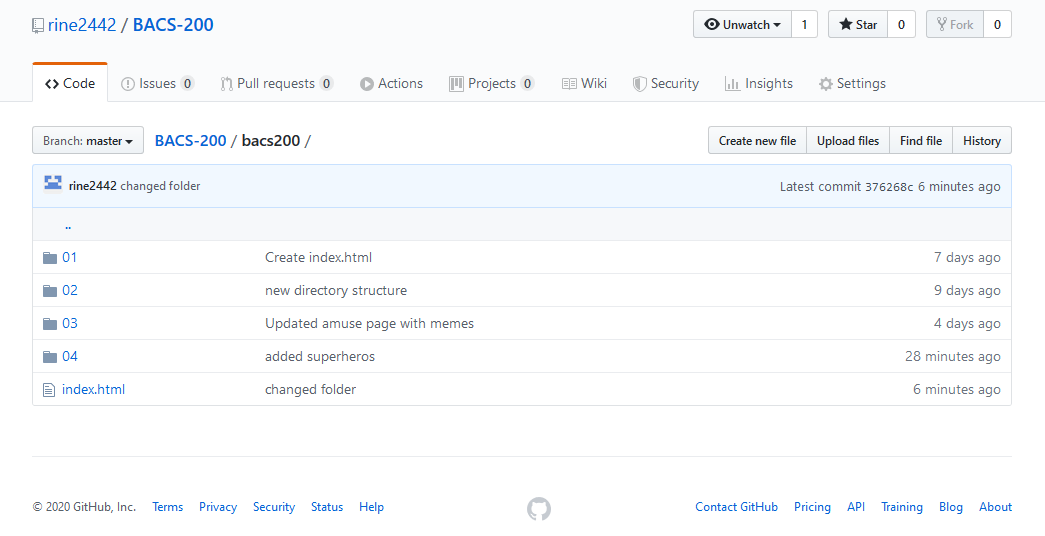 rine2442 / BACS-200 Unwatch 1 Star 0 Fork 0
Code Issues 0 Pull requests 0 Actions Projects 0 Wiki Security Insights Settings
Branch: master BACS-200 / bacs200 / Create new file Upload files Find file History
rine2442 changed folder Latest commit 376268c 6 minutes ago
..
01 Create index.html 7 days ago
02 new directory structure 9 days ago
03 Updated amuse page with memes 4 days ago
04 added superheros 28 minutes ago
index.html changed folder 6 minutes ago
© 2020 GitHub, Inc. Terms Privacy Security Status Help Contact GitHub Pricing API Training Blog About